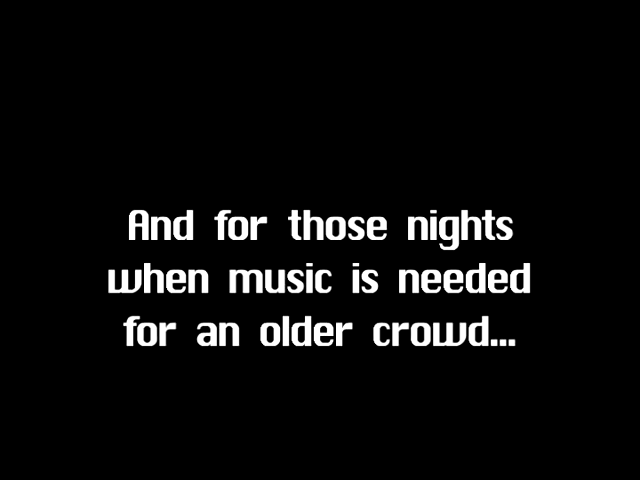 And for those nights
when music is needed
for an older crowd...